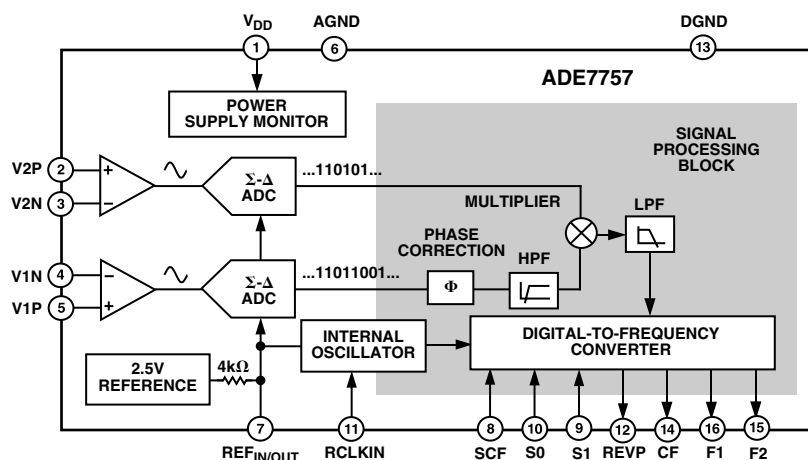 V_DD AGND DGND
1 6 13
ADE7757
POWER
SUPPLY MONITOR
SIGNAL
PROCESSING
BLOCK
V2P 2 +
Σ-Δ
ADC
...110101...
V2N 3 −
MULTIPLIER
LPF
PHASE
CORRECTION
HPF
V1N 4 −
Σ-Δ
ADC
...11011001...
Φ
V1P 5 +
INTERNAL
OSCILLATOR
DIGITAL-TO-FREQUENCY
CONVERTER
2.5V
REFERENCE
4kΩ
7 11 8 10 9 12 14 16 15
REF_IN/OUT RCLKIN SCF S0 S1 REVP CF F1 F2